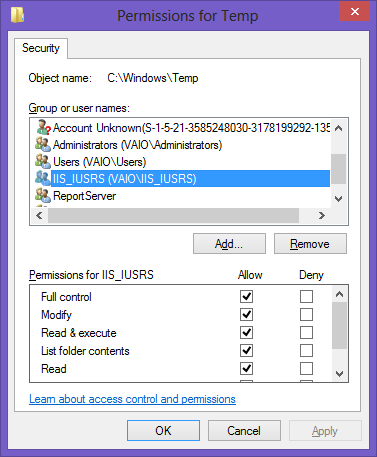 Permissions for Temp
Security
Object name: C:\Windows\Temp
Group or user names:
Account Unknown(S-1-5-21-3585248030-3178199292-135
Administrators (VAIO\Administrators)
Users (VAIO\Users)
IIS_IUSRS (VAIO\IIS_IUSRS)
ReportServer
Add... Remove
Permissions for IIS_IUSRS Allow Deny
Full control
Modify
Read & execute
List folder contents
Read
Learn about access control and permissions
OK Cancel Apply